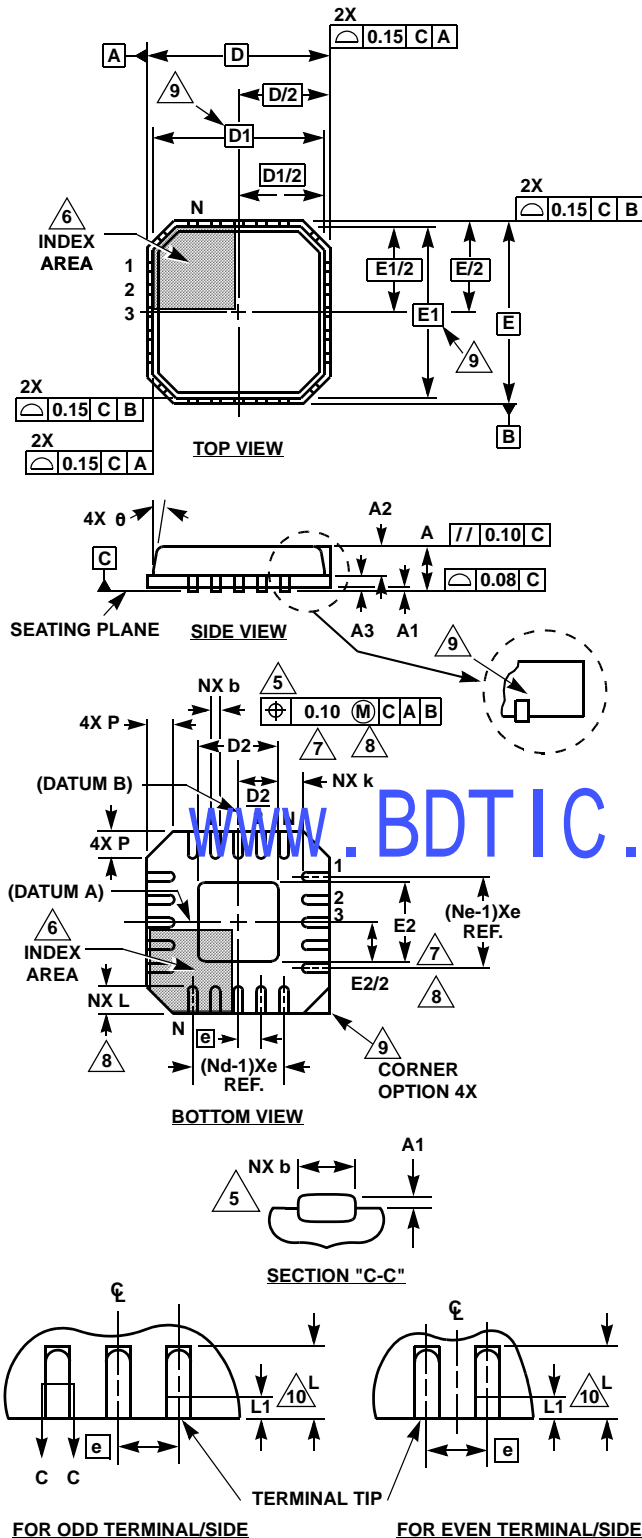 2X
⌓ 0.15 C A
A
D
D/2
9
D1
D1/2
2X
⌓ 0.15 C B
6
INDEX
AREA
N
1
2
3
E1/2
E/2
E1
E
9
2X
⌓ 0.15 C B
B
2X
⌓ 0.15 C A
TOP VIEW
4X θ
A2
A
// 0.10 C
C
⌓ 0.08 C
SEATING PLANE
SIDE VIEW
A3
A1
9
NX b
5
⌖ 0.10 Ⓜ C A B
4X P
D2
7
8
(DATUM B)
D2
NX k
N
www.BDTIC.
4X P
1
(DATUM A)
2
3
(Ne-1)Xe
REF.
6
INDEX
AREA
E2
7
E2/2
8
NX L
N
8
e
(Nd-1)Xe
REF.
9
CORNER
OPTION 4X
BOTTOM VIEW
NX b
A1
5
SECTION "C-C"
℄
℄
10
L
L1
10
L
L1
e
e
C C
TERMINAL TIP
FOR ODD TERMINAL/SIDE
FOR EVEN TERMINAL/SIDE